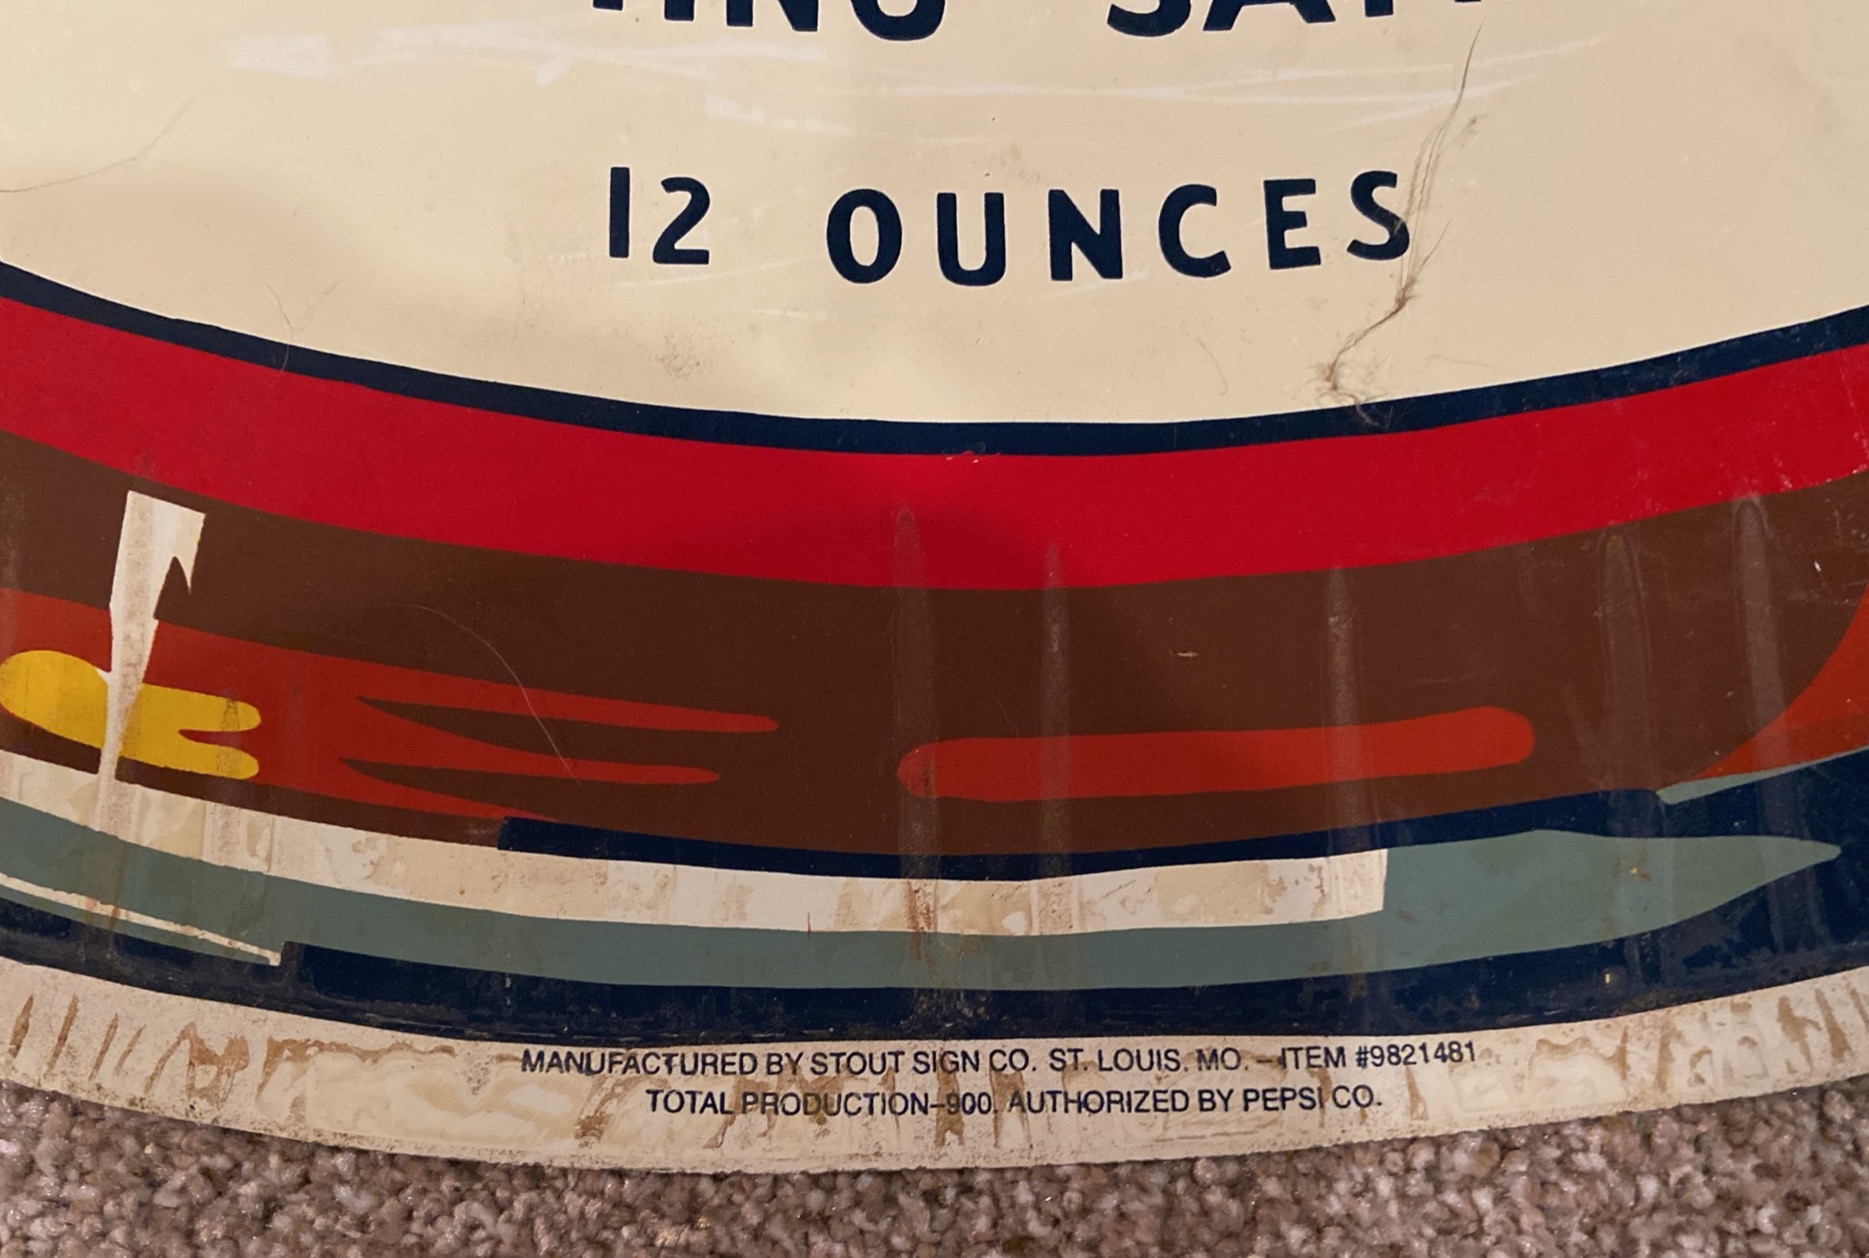 12 OUNCES
MANUFACTURED BY STOUT SIGN CO. ST. LOUIS. MO. – ITEM #9821481
TOTAL PRODUCTION–900. AUTHORIZED BY PEPSI CO.